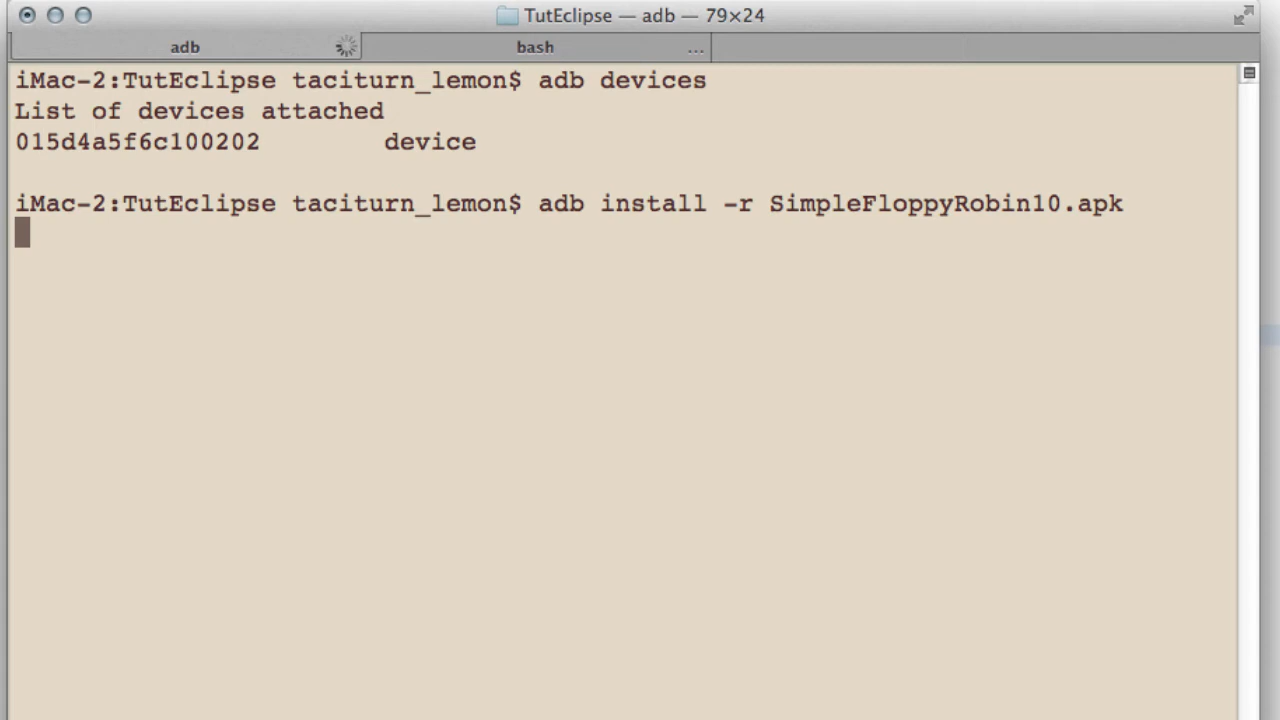 TutEclipse — adb — 79×24
adb
bash
...
iMac-2:TutEclipse taciturn_lemon$ adb devices
List of devices attached
015d4a5f6c100202 device
iMac-2:TutEclipse taciturn_lemon$ adb install -r SimpleFloppyRobin10.apk